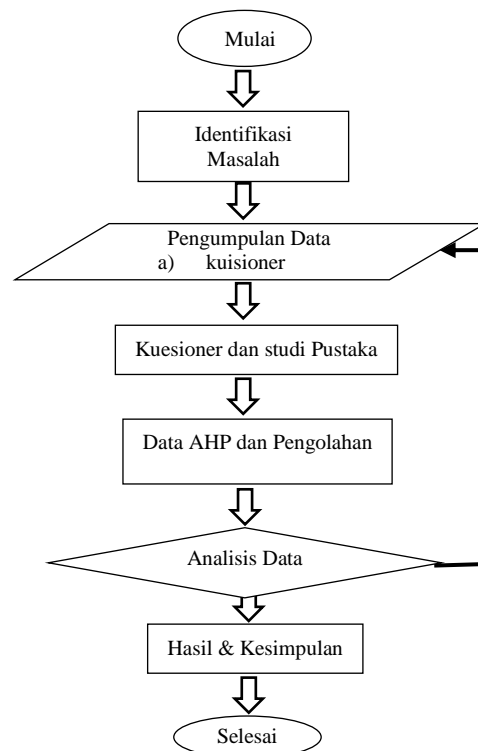 Mulai
Identifikasi
Masalah
Pengumpulan Data
a) kuisioner
Kuesioner dan studi Pustaka
Data AHP dan Pengolahan
Analisis Data
Hasil & Kesimpulan
Selesai